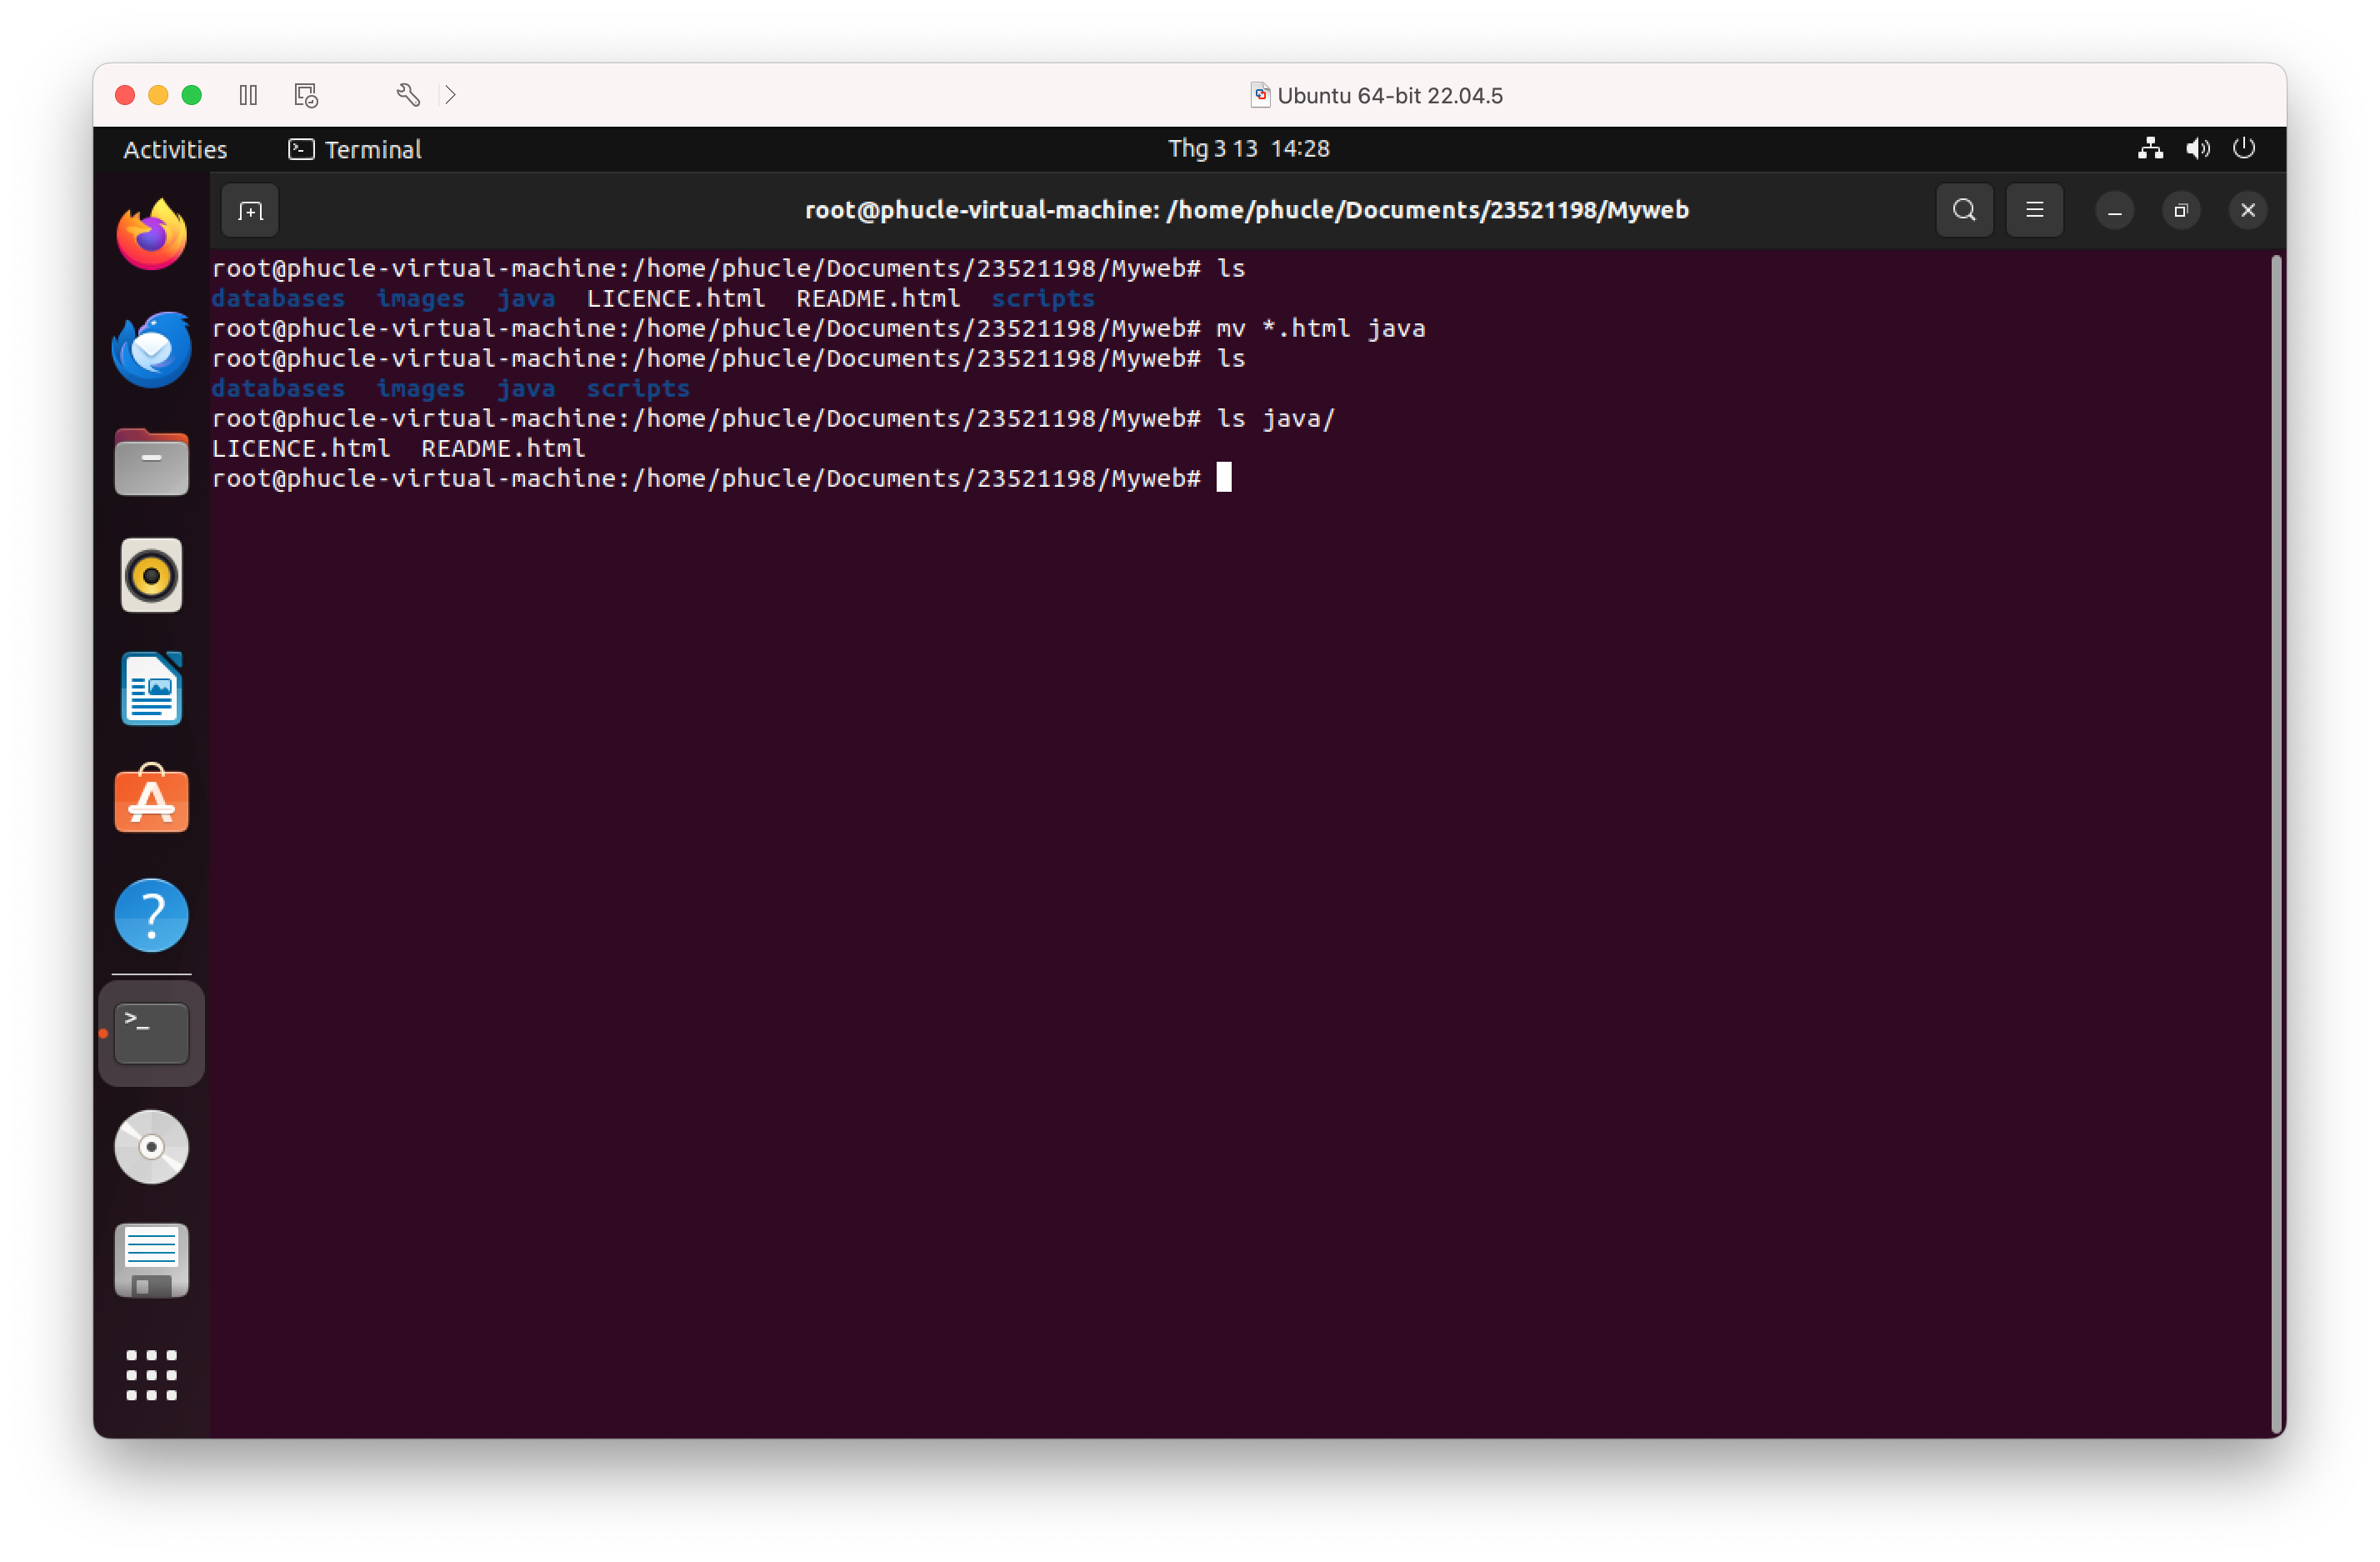 Ubuntu 64-bit 22.04.5
Activities Terminal Thg 3 13 14:28
root@phucle-virtual-machine: /home/phucle/Documents/23521198/Myweb
root@phucle-virtual-machine:/home/phucle/Documents/23521198/Myweb# ls
databases images java LICENCE.html README.html scripts
root@phucle-virtual-machine:/home/phucle/Documents/23521198/Myweb# mv *.html java
root@phucle-virtual-machine:/home/phucle/Documents/23521198/Myweb# ls
databases images java scripts
root@phucle-virtual-machine:/home/phucle/Documents/23521198/Myweb# ls java/
LICENCE.html README.html
root@phucle-virtual-machine:/home/phucle/Documents/23521198/Myweb#